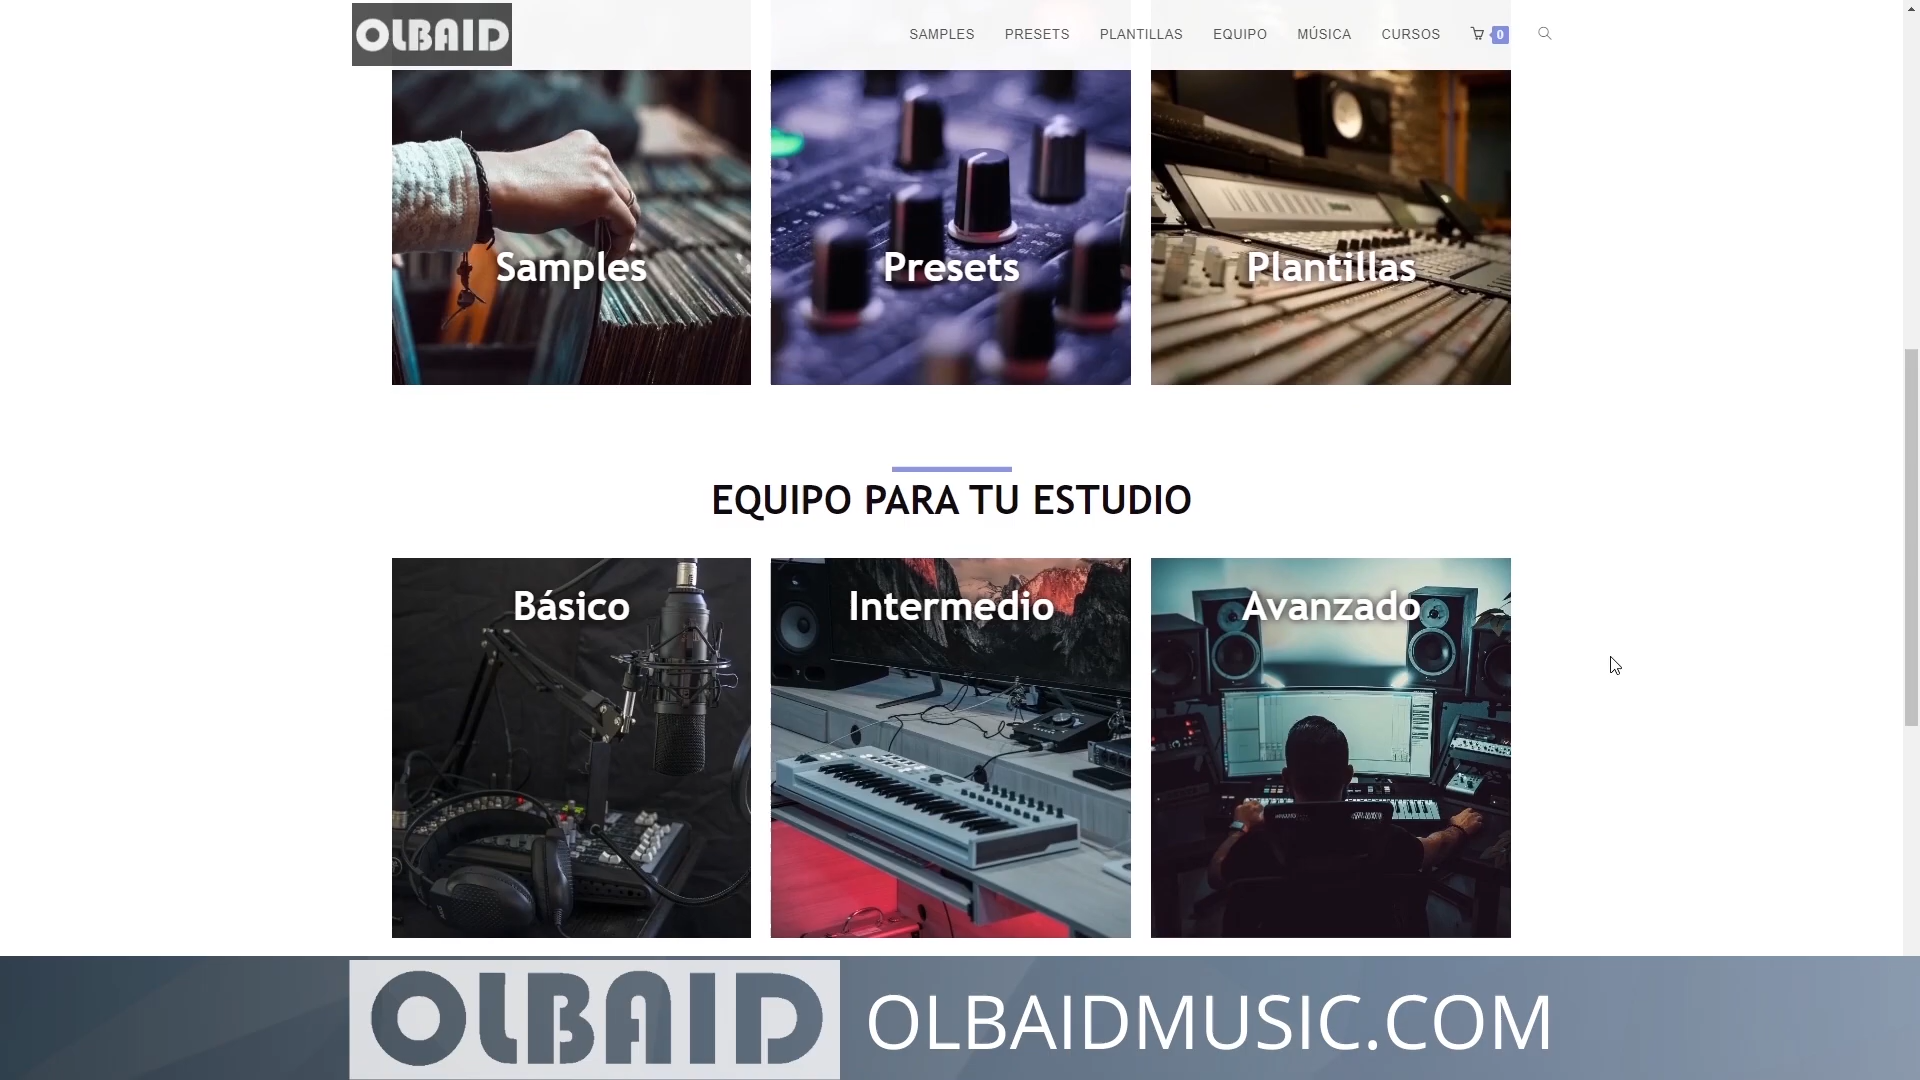 OLBAID
SAMPLES PRESETS PLANTILLAS EQUIPO MÚSICA CURSOS 0
Samples
Presets
Plantillas
EQUIPO PARA TU ESTUDIO
Básico
Intermedio
Avanzado
OLBAID OLBAIDMUSIC.COM